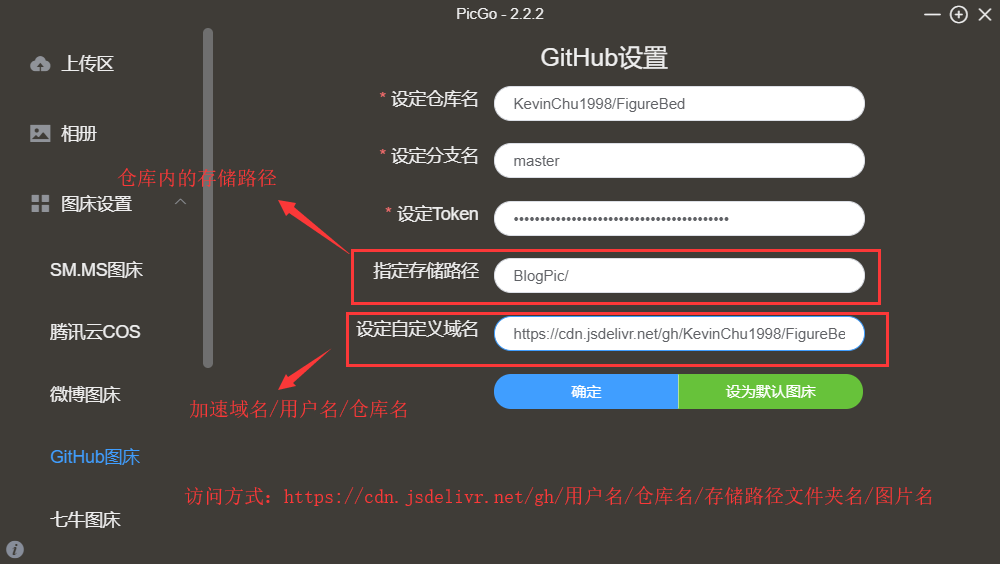 PicGo - 2.2.2
上传区
相册
图床设置
SM.MS图床
腾讯云COS
微博图床
GitHub图床
七牛图床
GitHub设置
* 设定仓库名
KevinChu1998/FigureBed
* 设定分支名
master
* 设定Token
仓库内的存储路径
指定存储路径
BlogPic/
设定自定义域名
https://cdn.jsdelivr.net/gh/KevinChu1998/FigureBe
确定
设为默认图床
加速域名/用户名/仓库名
访问方式：https://cdn.jsdelivr.net/gh/用户名/仓库名/存储路径文件夹名/图片名